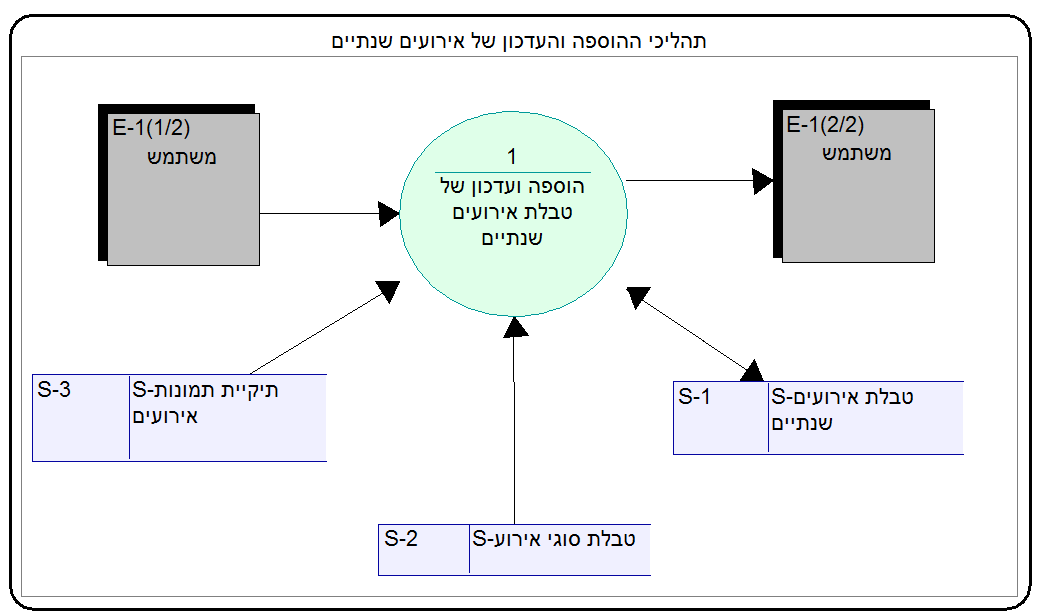 תהליכי ההוספה והעדכון של אירועים שנתיים
E-1(1/2)
משתמש
E-1(2/2)
משתמש
1
הוספה ועדכון של
טבלת אירועים
שנתיים
S-3
S-תיקיית תמונות
אירועים
S-1
S-טבלת אירועים
שנתיים
S-2
S-טבלת סוגי אירוע